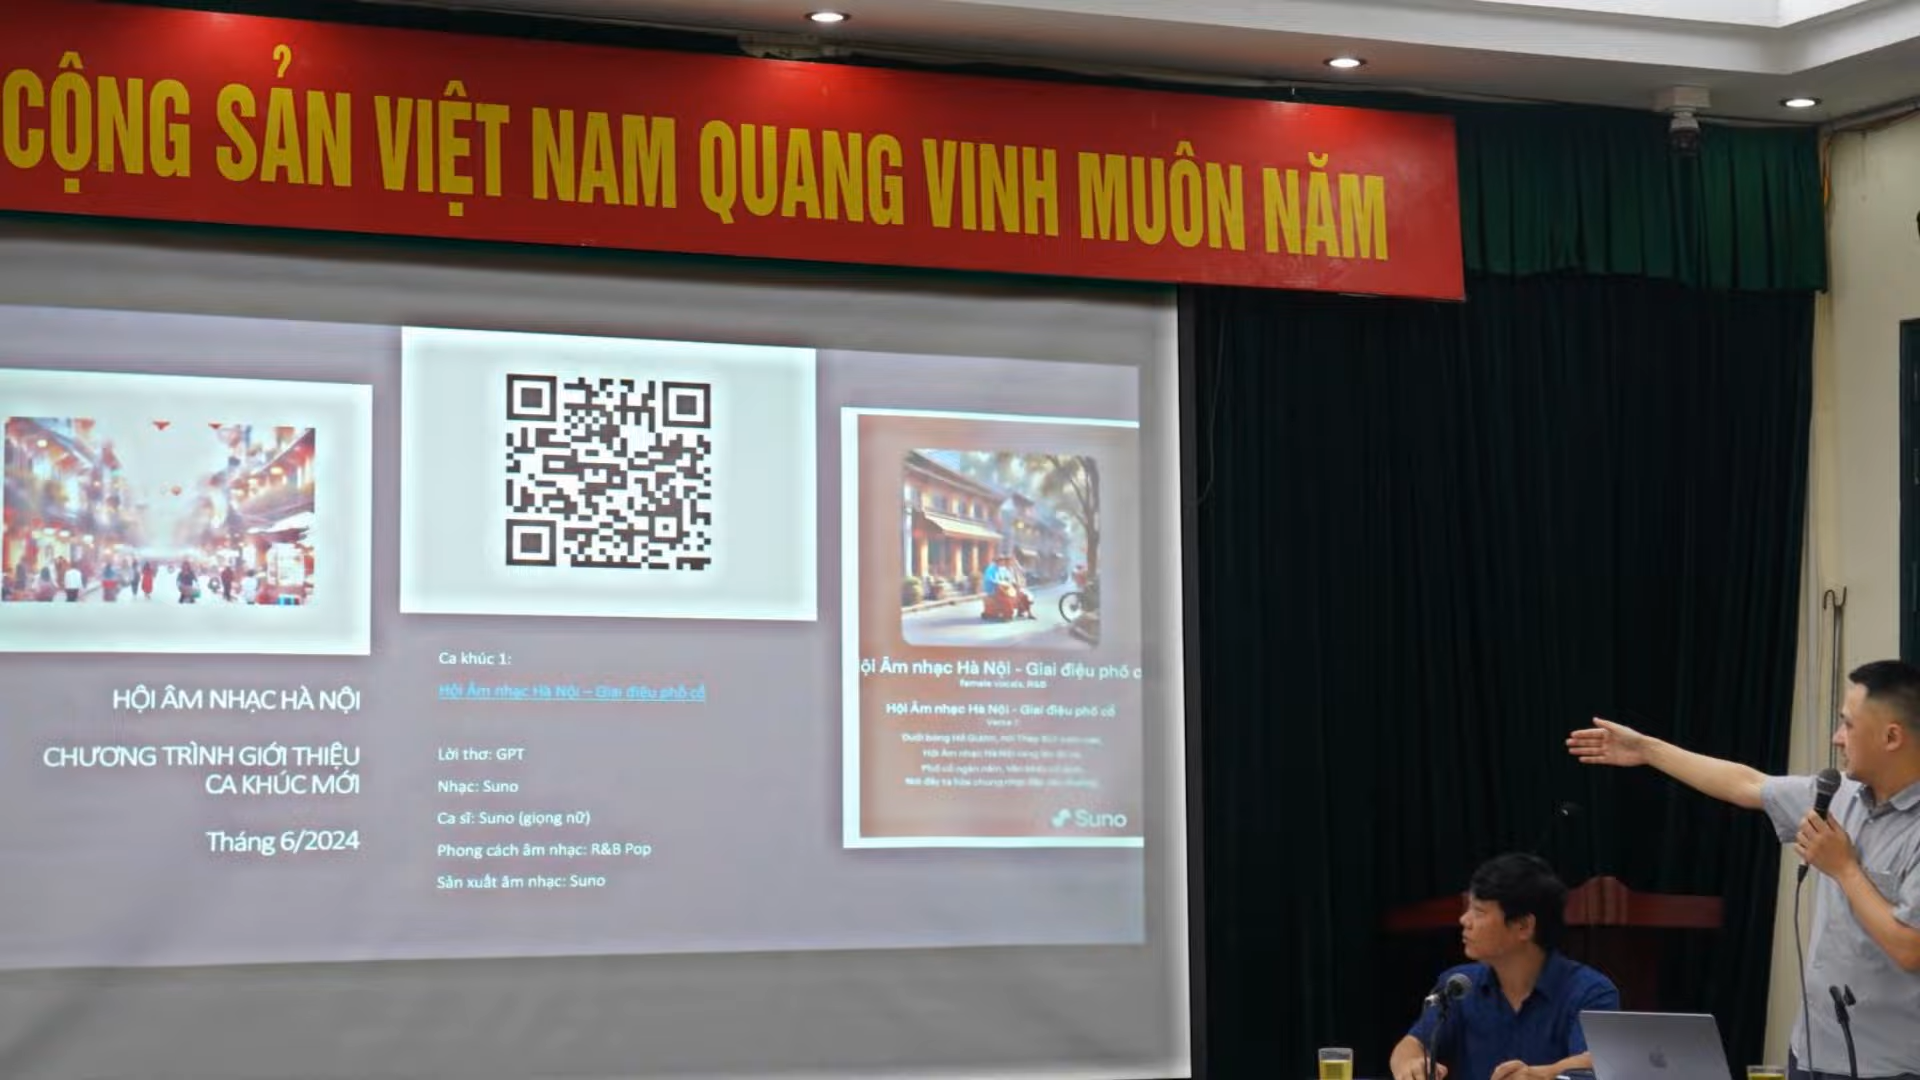 CỘNG SẢN VIỆT NAM QUANG VINH MUÔN NĂM
HỘI ÂM NHẠC HÀ NỘI
CHƯƠNG TRÌNH GIỚI THIỆU
CA KHÚC MỚI
Tháng 6/2024
Ca khúc 1:
Hội Âm nhạc Hà Nội – Giai điệu phố cổ
Lời thơ: GPT
Nhạc: Suno
Ca sĩ: Suno (giọng nữ)
Phong cách âm nhạc: R&B Pop
Sản xuất âm nhạc: Suno
ội Âm nhạc Hà Nội - Giai điệu phố c
female vocals, R&B
Hội Âm nhạc Hà Nội - Giai điệu phố cổ
Suno